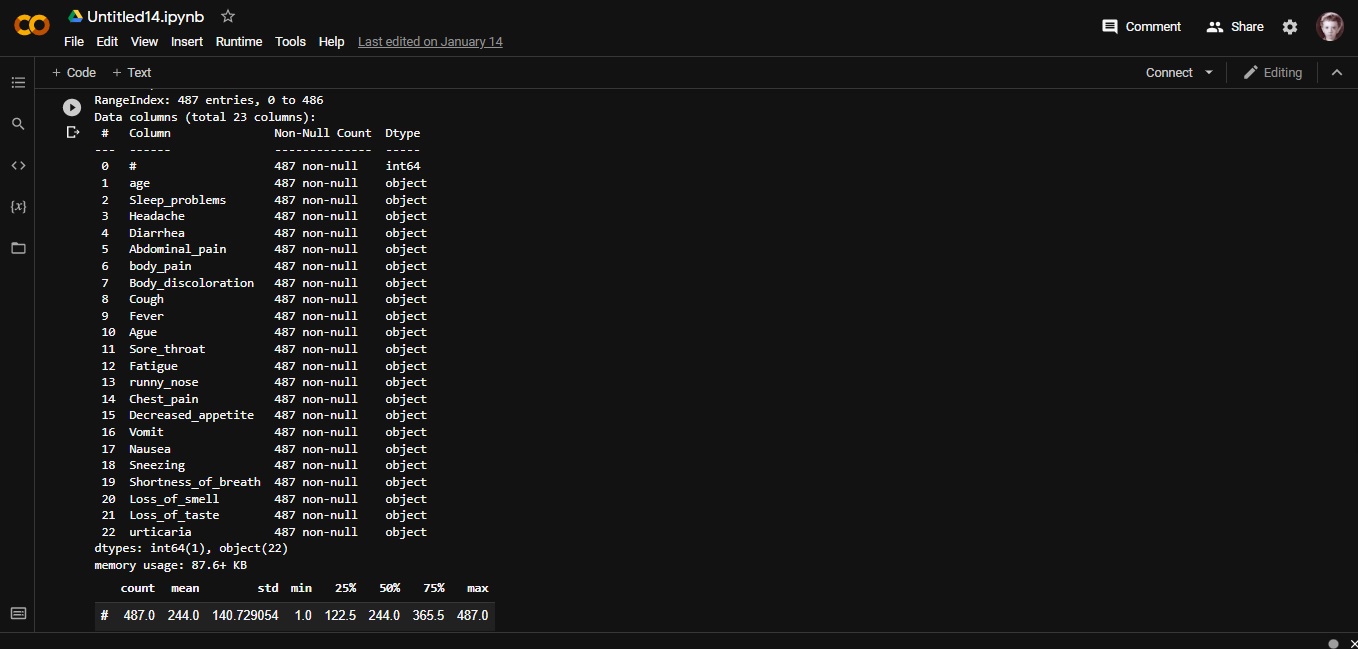 Untitled14.ipynb
File Edit View Insert Runtime Tools Help Last edited on January 14
Comment Share
+ Code + Text
Connect Editing
RangeIndex: 487 entries, 0 to 486
Data columns (total 23 columns):
# Column Non-Null Count Dtype
--- ------ -------------- -----
0 # 487 non-null int64
1 age 487 non-null object
2 Sleep_problems 487 non-null object
3 Headache 487 non-null object
4 Diarrhea 487 non-null object
5 Abdominal_pain 487 non-null object
6 body_pain 487 non-null object
7 Body_discoloration 487 non-null object
8 Cough 487 non-null object
9 Fever 487 non-null object
10 Ague 487 non-null object
11 Sore_throat 487 non-null object
12 Fatigue 487 non-null object
13 runny_nose 487 non-null object
14 Chest_pain 487 non-null object
15 Decreased_appetite 487 non-null object
16 Vomit 487 non-null object
17 Nausea 487 non-null object
18 Sneezing 487 non-null object
19 Shortness_of_breath 487 non-null object
20 Loss_of_smell 487 non-null object
21 Loss_of_taste 487 non-null object
22 urticaria 487 non-null object
dtypes: int64(1), object(22)
memory usage: 87.6+ KB
count mean std min 25% 50% 75% max
# 487.0 244.0 140.729054 1.0 122.5 244.0 365.5 487.0